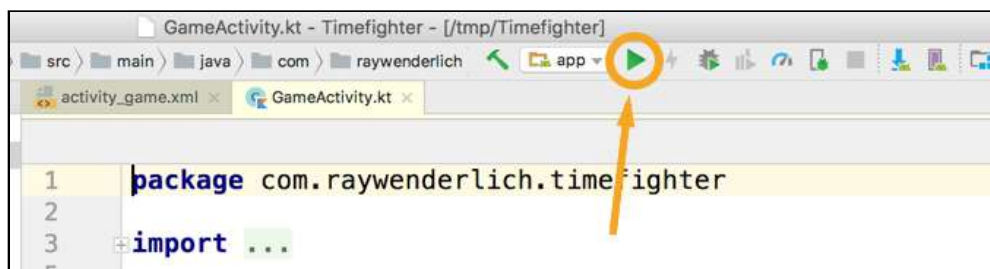 GameActivity.kt - Timefighter - [/tmp/Timefighter]
src main java com raywenderlich app
activity_game.xml GameActivity.kt
1 package com.raywenderlich.timefighter
2
3 import ...